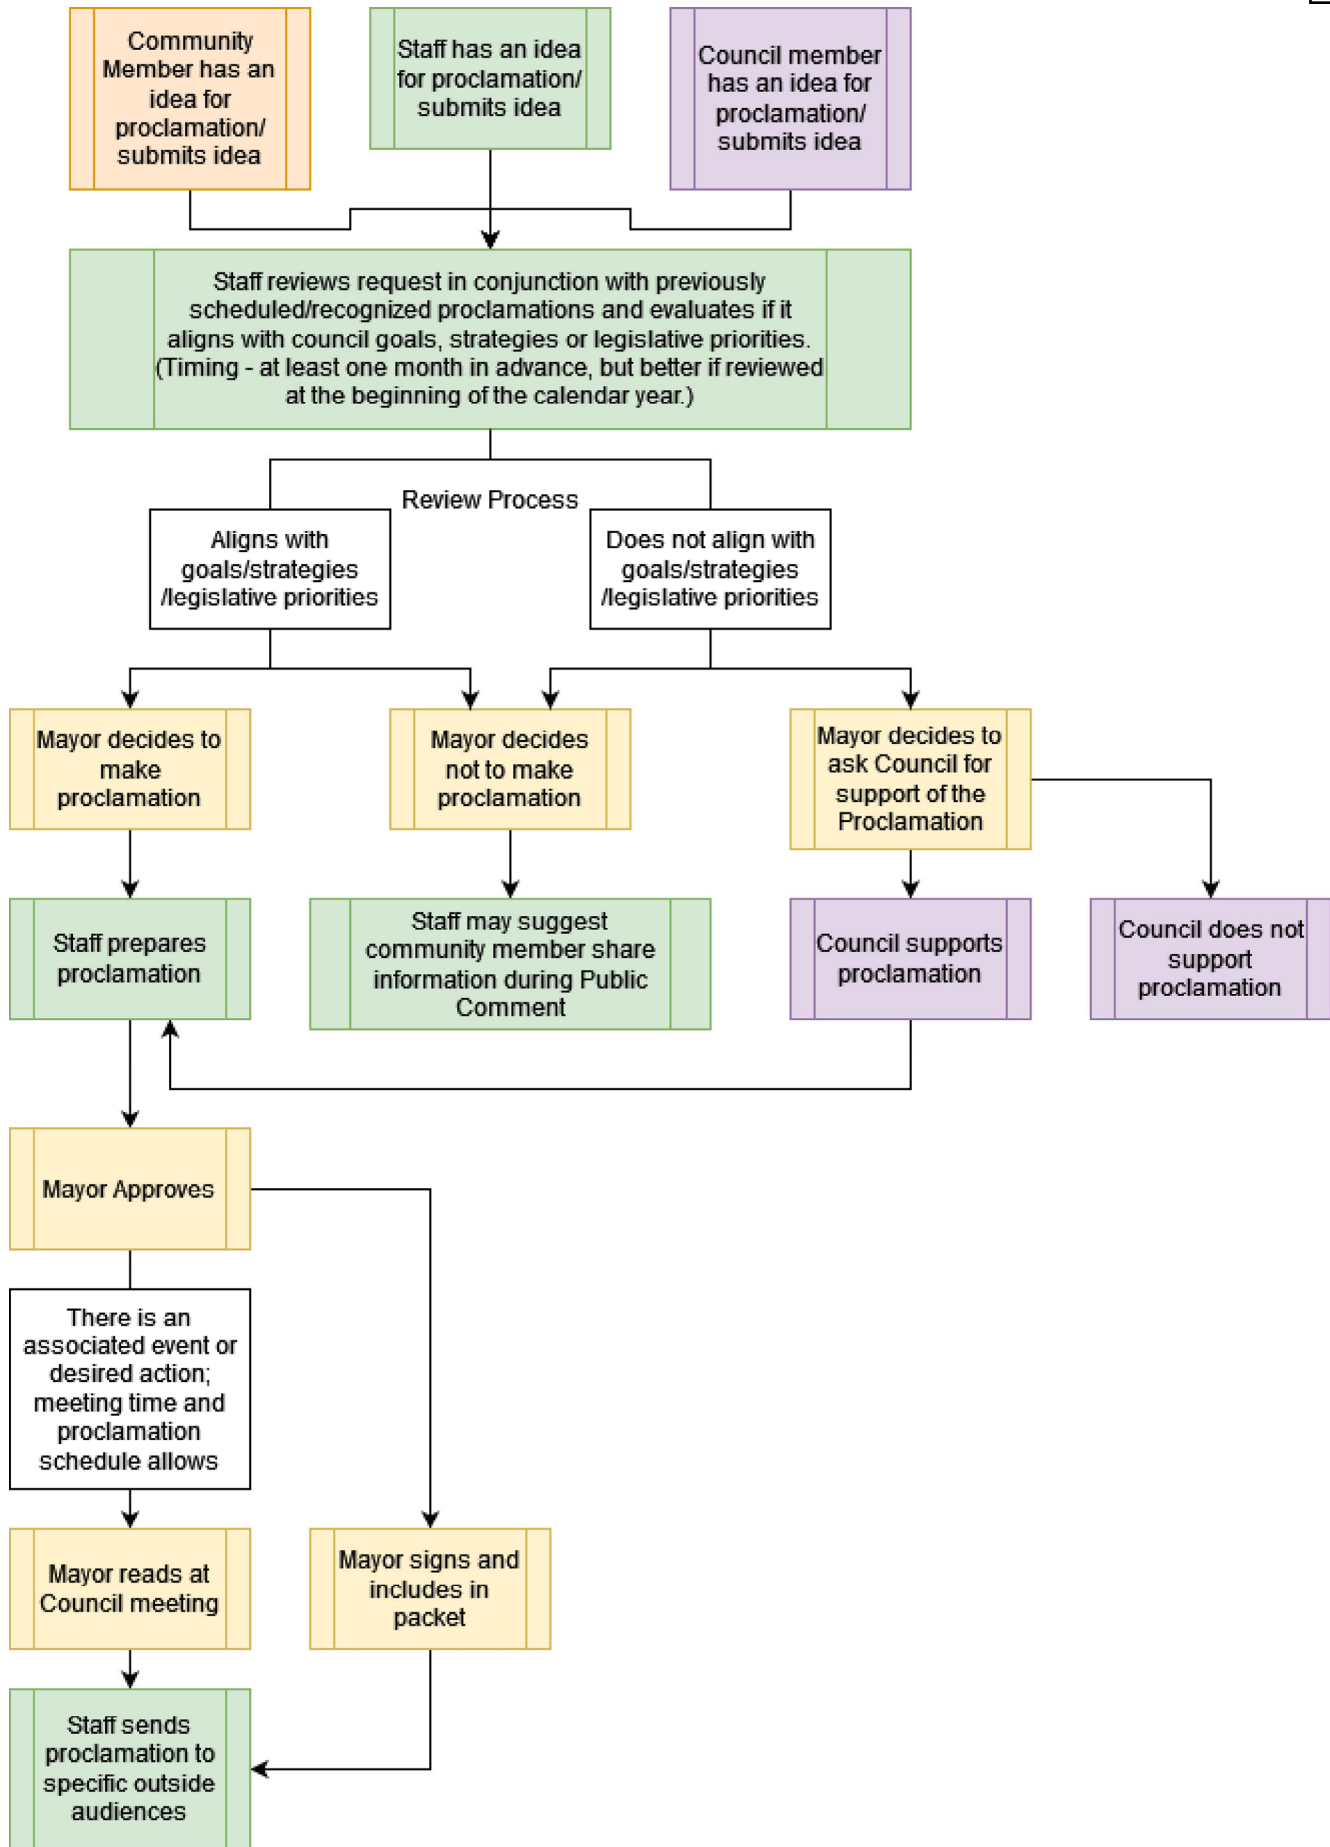 Community
Member has an
idea for
proclamation/
submits idea
Staff has an idea
for proclamation/
submits idea
Council member
has an idea for
proclamation/
submits idea
Staff reviews request in conjunction with previously
scheduled/recognized proclamations and evaluates if it
aligns with council goals, strategies or legislative priorities.
(Timing - at least one month in advance, but better if reviewed
at the beginning of the calendar year.)
Review Process
Aligns with
goals/strategies
/legislative priorities
Does not align with
goals/strategies
/legislative priorities
Mayor decides to
make
proclamation
Mayor decides
not to make
proclamation
Mayor decides to
ask Council for
support of the
Proclamation
Staff prepares
proclamation
Staff may suggest
community member share
information during Public
Comment
Council supports
proclamation
Council does not
support
proclamation
Mayor Approves
There is an
associated event or
desired action;
meeting time and
proclamation
schedule allows
Mayor reads at
Council meeting
Mayor signs and
includes in
packet
Staff sends
proclamation to
specific outside
audiences